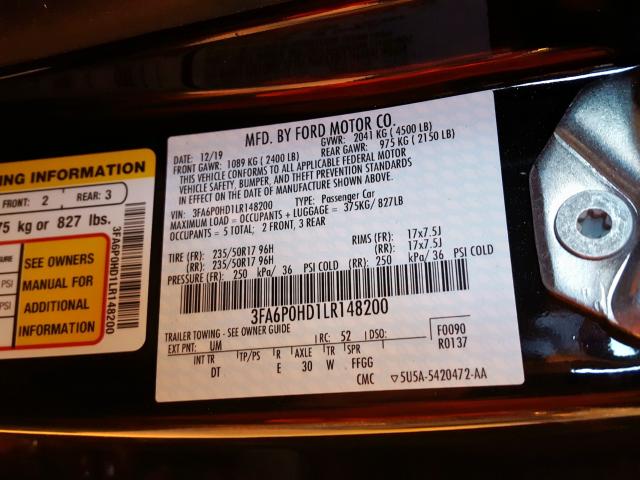 NG INFORMATION
FRONT: 2 REAR: 3
75 kg or 827 lbs.
SEE OWNERS
MANUAL FOR
ADDITIONAL
INFORMATION
PSI
PSI
3FA6P0HD1LR148200
MFD. BY FORD MOTOR CO.
DATE: 12/19 GVWR: 2041 KG ( 4500 LB)
FRONT GAWR: 1089 KG ( 2400 LB) REAR GAWR: 975 KG ( 2150 LB)
THIS VEHICLE CONFORMS TO ALL APPLICABLE FEDERAL MOTOR
VEHICLE SAFETY, BUMPER, AND THEFT PREVENTION STANDARDS
IN EFFECT ON THE DATE OF MANUFACTURE SHOWN ABOVE.
VIN: 3FA6P0HD1LR148200 TYPE: Passenger Car
MAXIMUM LOAD = OCCUPANTS + LUGGAGE = 375KG/ 827LB
OCCUPANTS = 5 TOTAL: 2 FRONT, 3 REAR
TIRE (FR): 235/50R17 96H RIMS (FR): 17x7.5J
(RR): 235/50R17 96H (RR): 17x7.5J
PRESSURE (FR): 250 kPa/ 36 PSI COLD (RR): 250 kPa/ 36 PSI COLD
3FA6P0HD1LR148200
TRAILER TOWING - SEE OWNER GUIDE
EXT PNT: UM RC: 52 DSO: F0090
INT TR TP/PS R AXLE TR SPR R0137
DT E 30 W FFGG
CMC ▽5U5A-5420472-AA